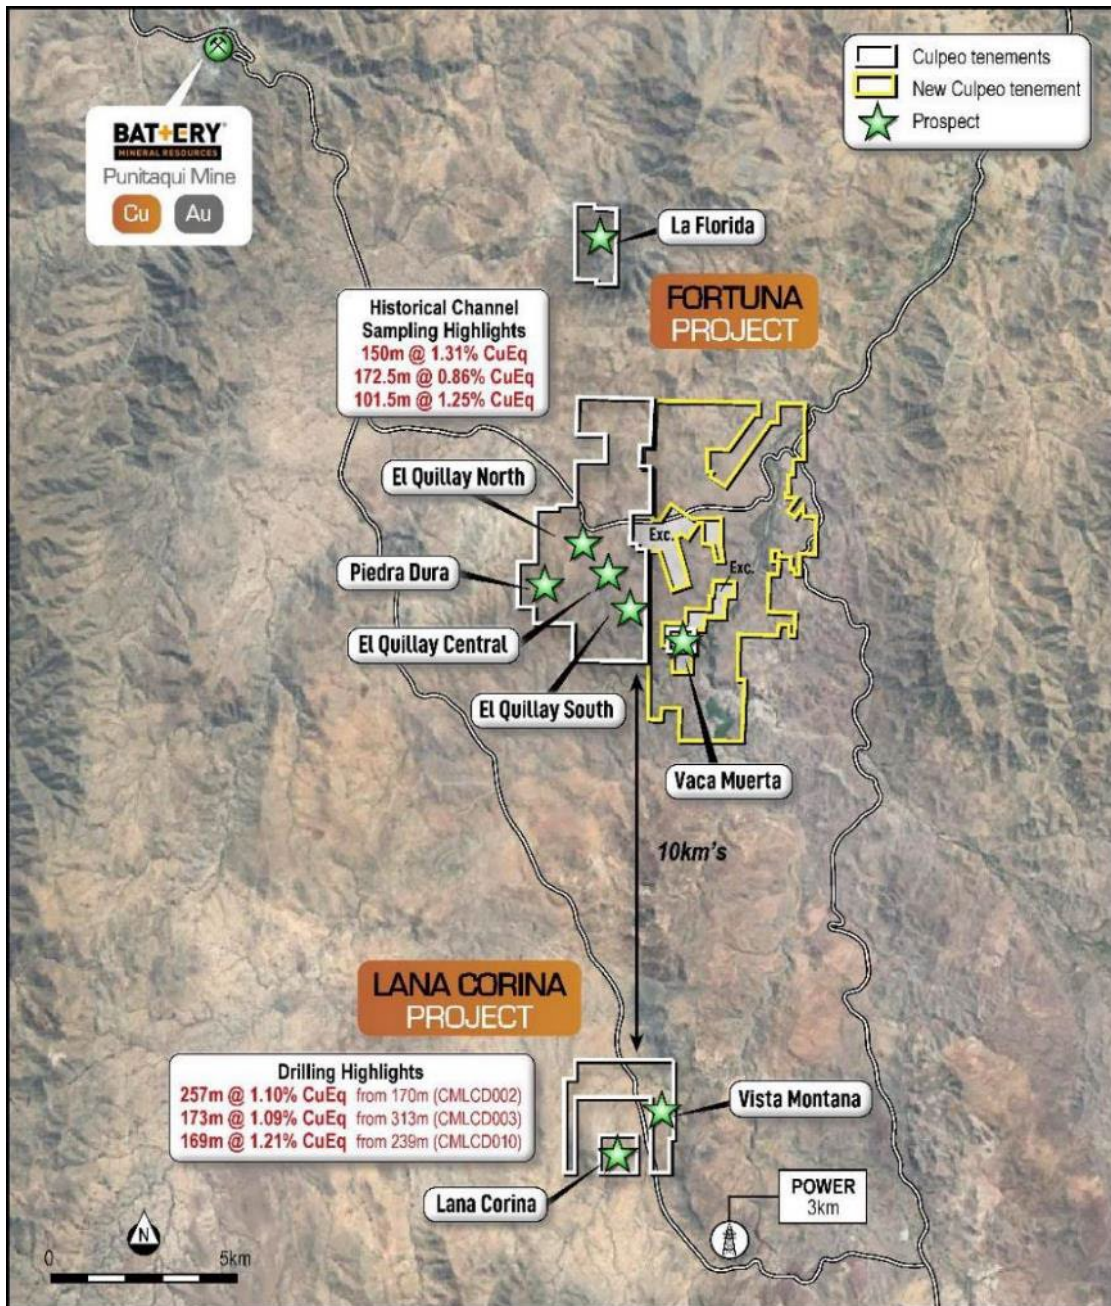 Culpeo tenements
New Culpeo tenement
Prospect
BATTERY
MINERAL RESOURCES
Punitaqui Mine
Cu Au
La Florida
FORTUNA
PROJECT
Historical Channel
Sampling Highlights
150m @ 1.31% CuEq
172.5m @ 0.86% CuEq
101.5m @ 1.25% CuEq
El Quillay North
Exc.
Exc.
Piedra Dura
El Quillay Central
El Quillay South
Vaca Muerta
10km's
LANA CORINA
PROJECT
Drilling Highlights
257m @ 1.10% CuEq from 170m (CMLCD002)
173m @ 1.09% CuEq from 313m (CMLCD003)
169m @ 1.21% CuEq from 239m (CMLCD010)
Vista Montana
Lana Corina
POWER
3km
N
0 5km